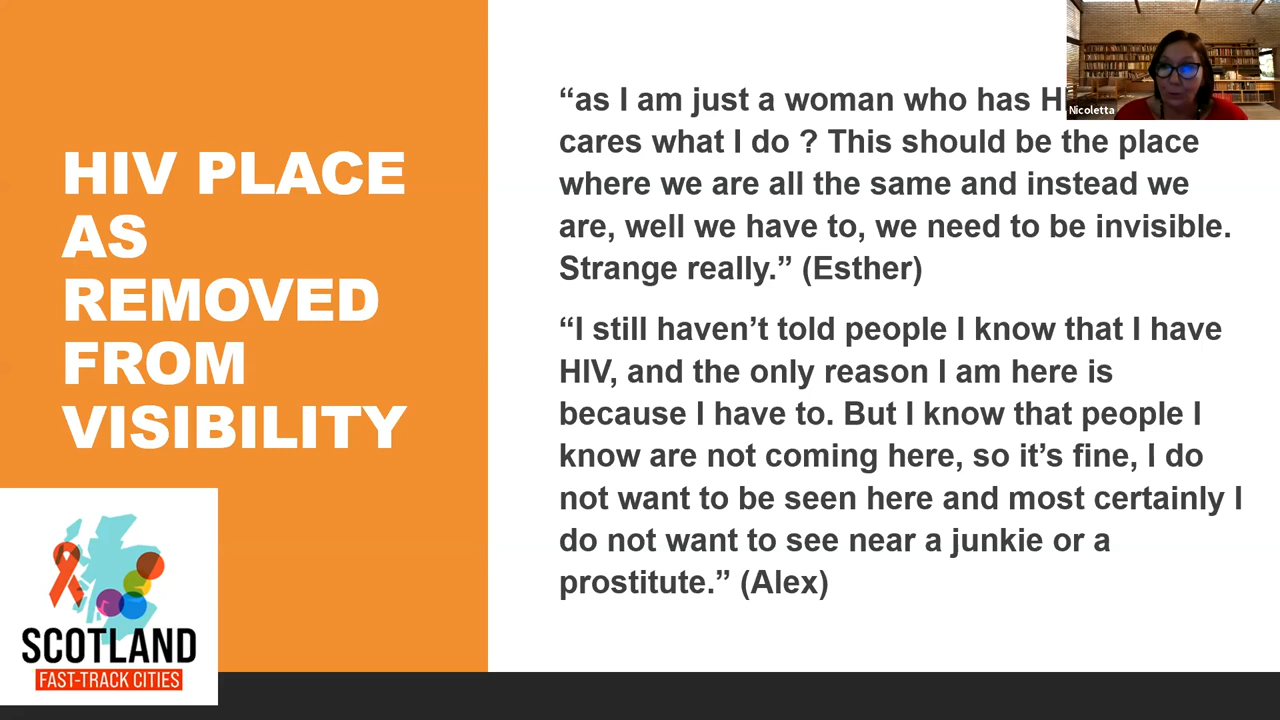 HIV PLACE
AS
REMOVED
FROM
VISIBILITY
SCOTLAND
FAST-TRACK CITIES
“as I am just a woman who has
cares what I do ? This should be the place
where we are all the same and instead we
are, well we have to, we need to be invisible.
Strange really.” (Esther)
“I still haven’t told people I know that I have
HIV, and the only reason I am here is
because I have to. But I know that people I
know are not coming here, so it’s fine, I do
not want to be seen here and most certainly I
do not want to see near a junkie or a
prostitute.” (Alex)
Nicoletta